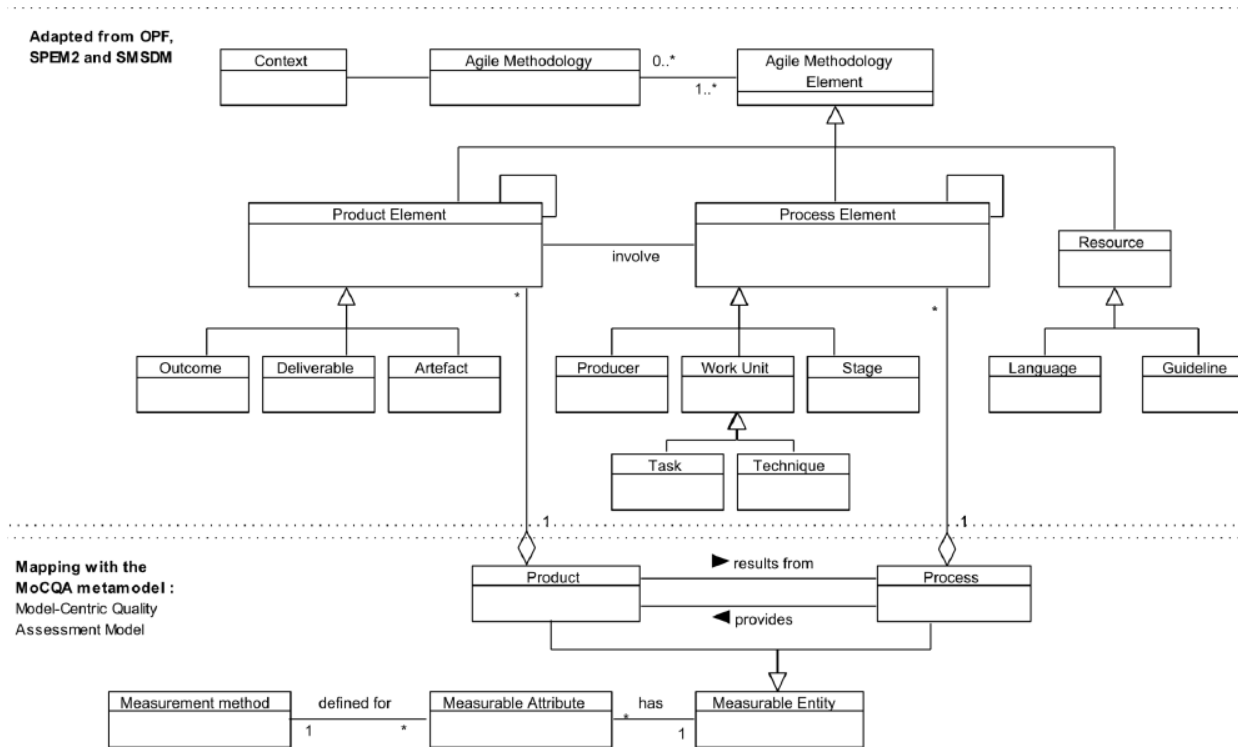 Adapted from OPF,
SPEM2 and SMSDM
Context
Agile Methodology
0..*
1..*
Agile Methodology
Element
Product Element
Process Element
involve
Resource
*
*
Outcome
Deliverable
Artefact
Producer
Work Unit
Stage
Language
Guideline
Task
Technique
1
1
Mapping with the
MoCQA metamodel :
Model-Centric Quality
Assessment Model
Product
► results from
Process
◄ provides
Measurement method
defined for
1
*
Measurable Attribute
has
*
1
Measurable Entity